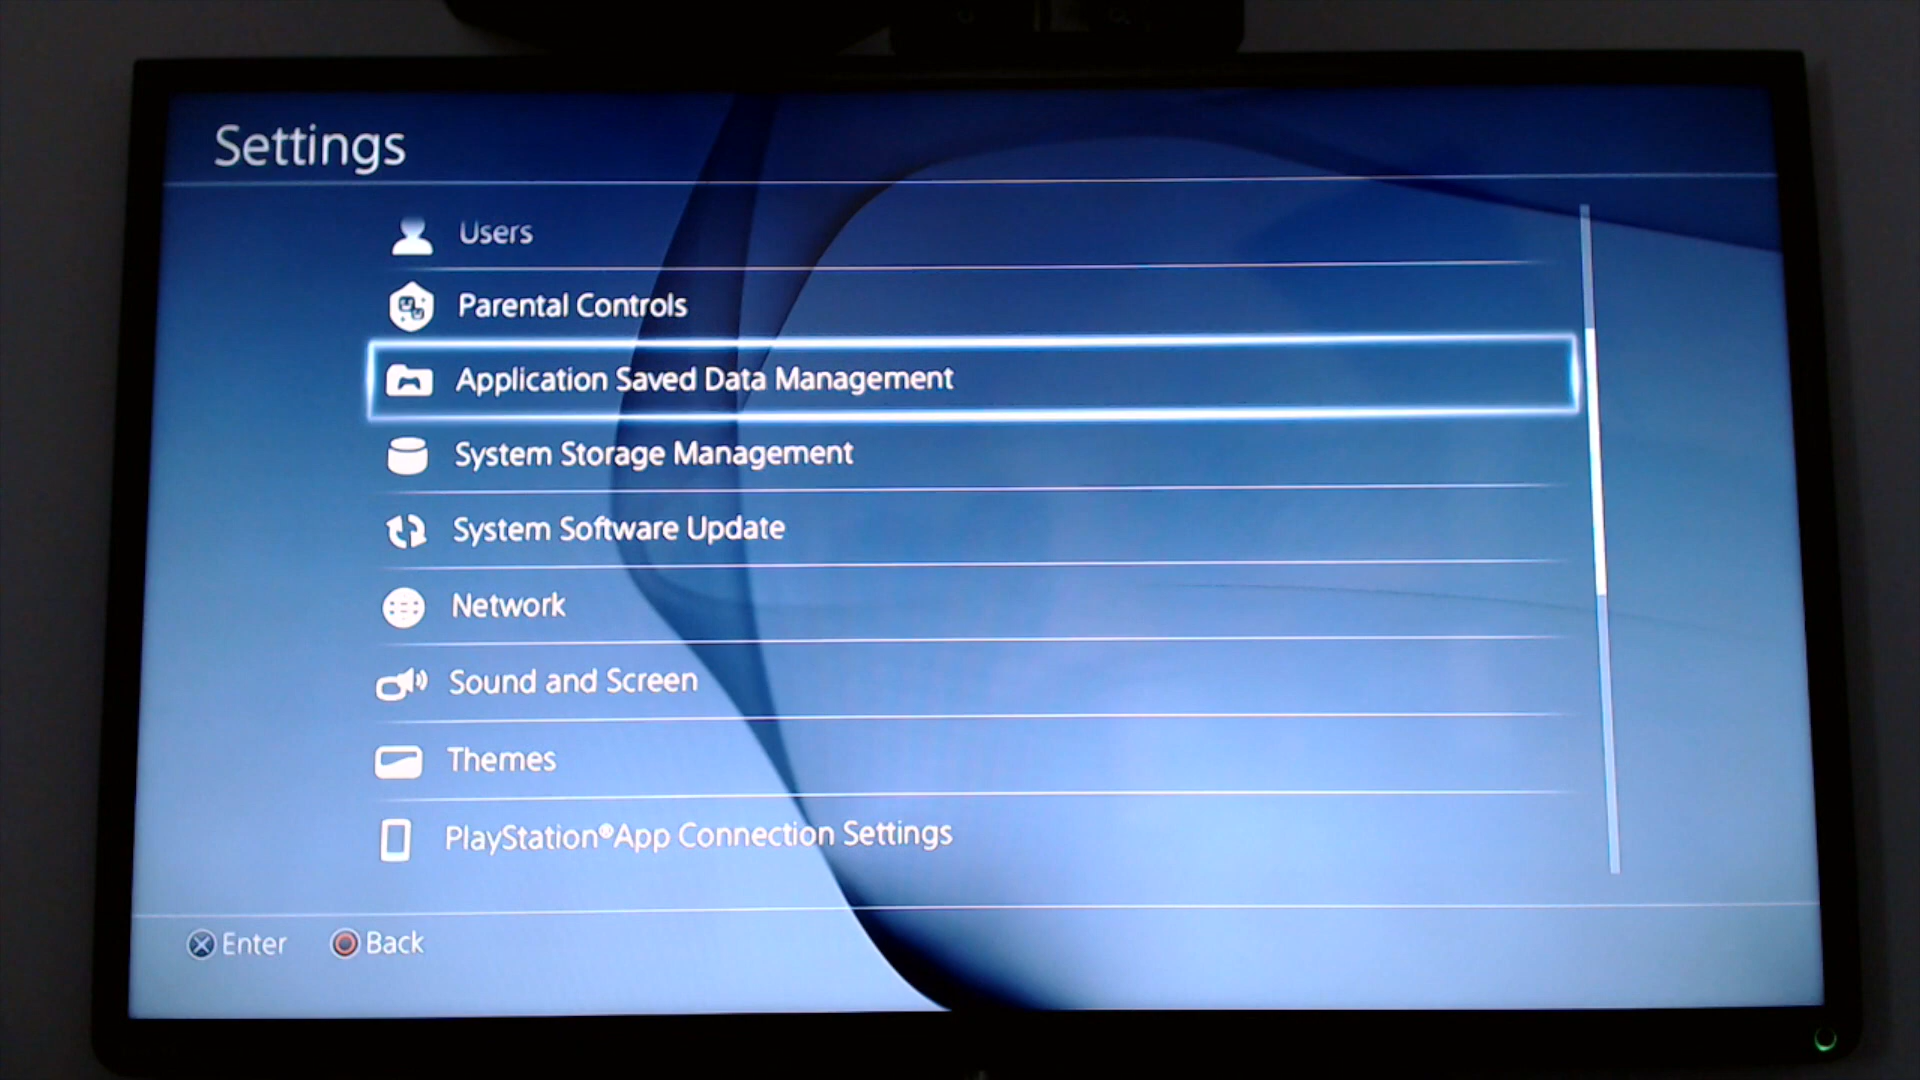 Settings
Users
Parental Controls
Application Saved Data Management
System Storage Management
System Software Update
Network
Sound and Screen
Themes
PlayStation®App Connection Settings
Enter Back